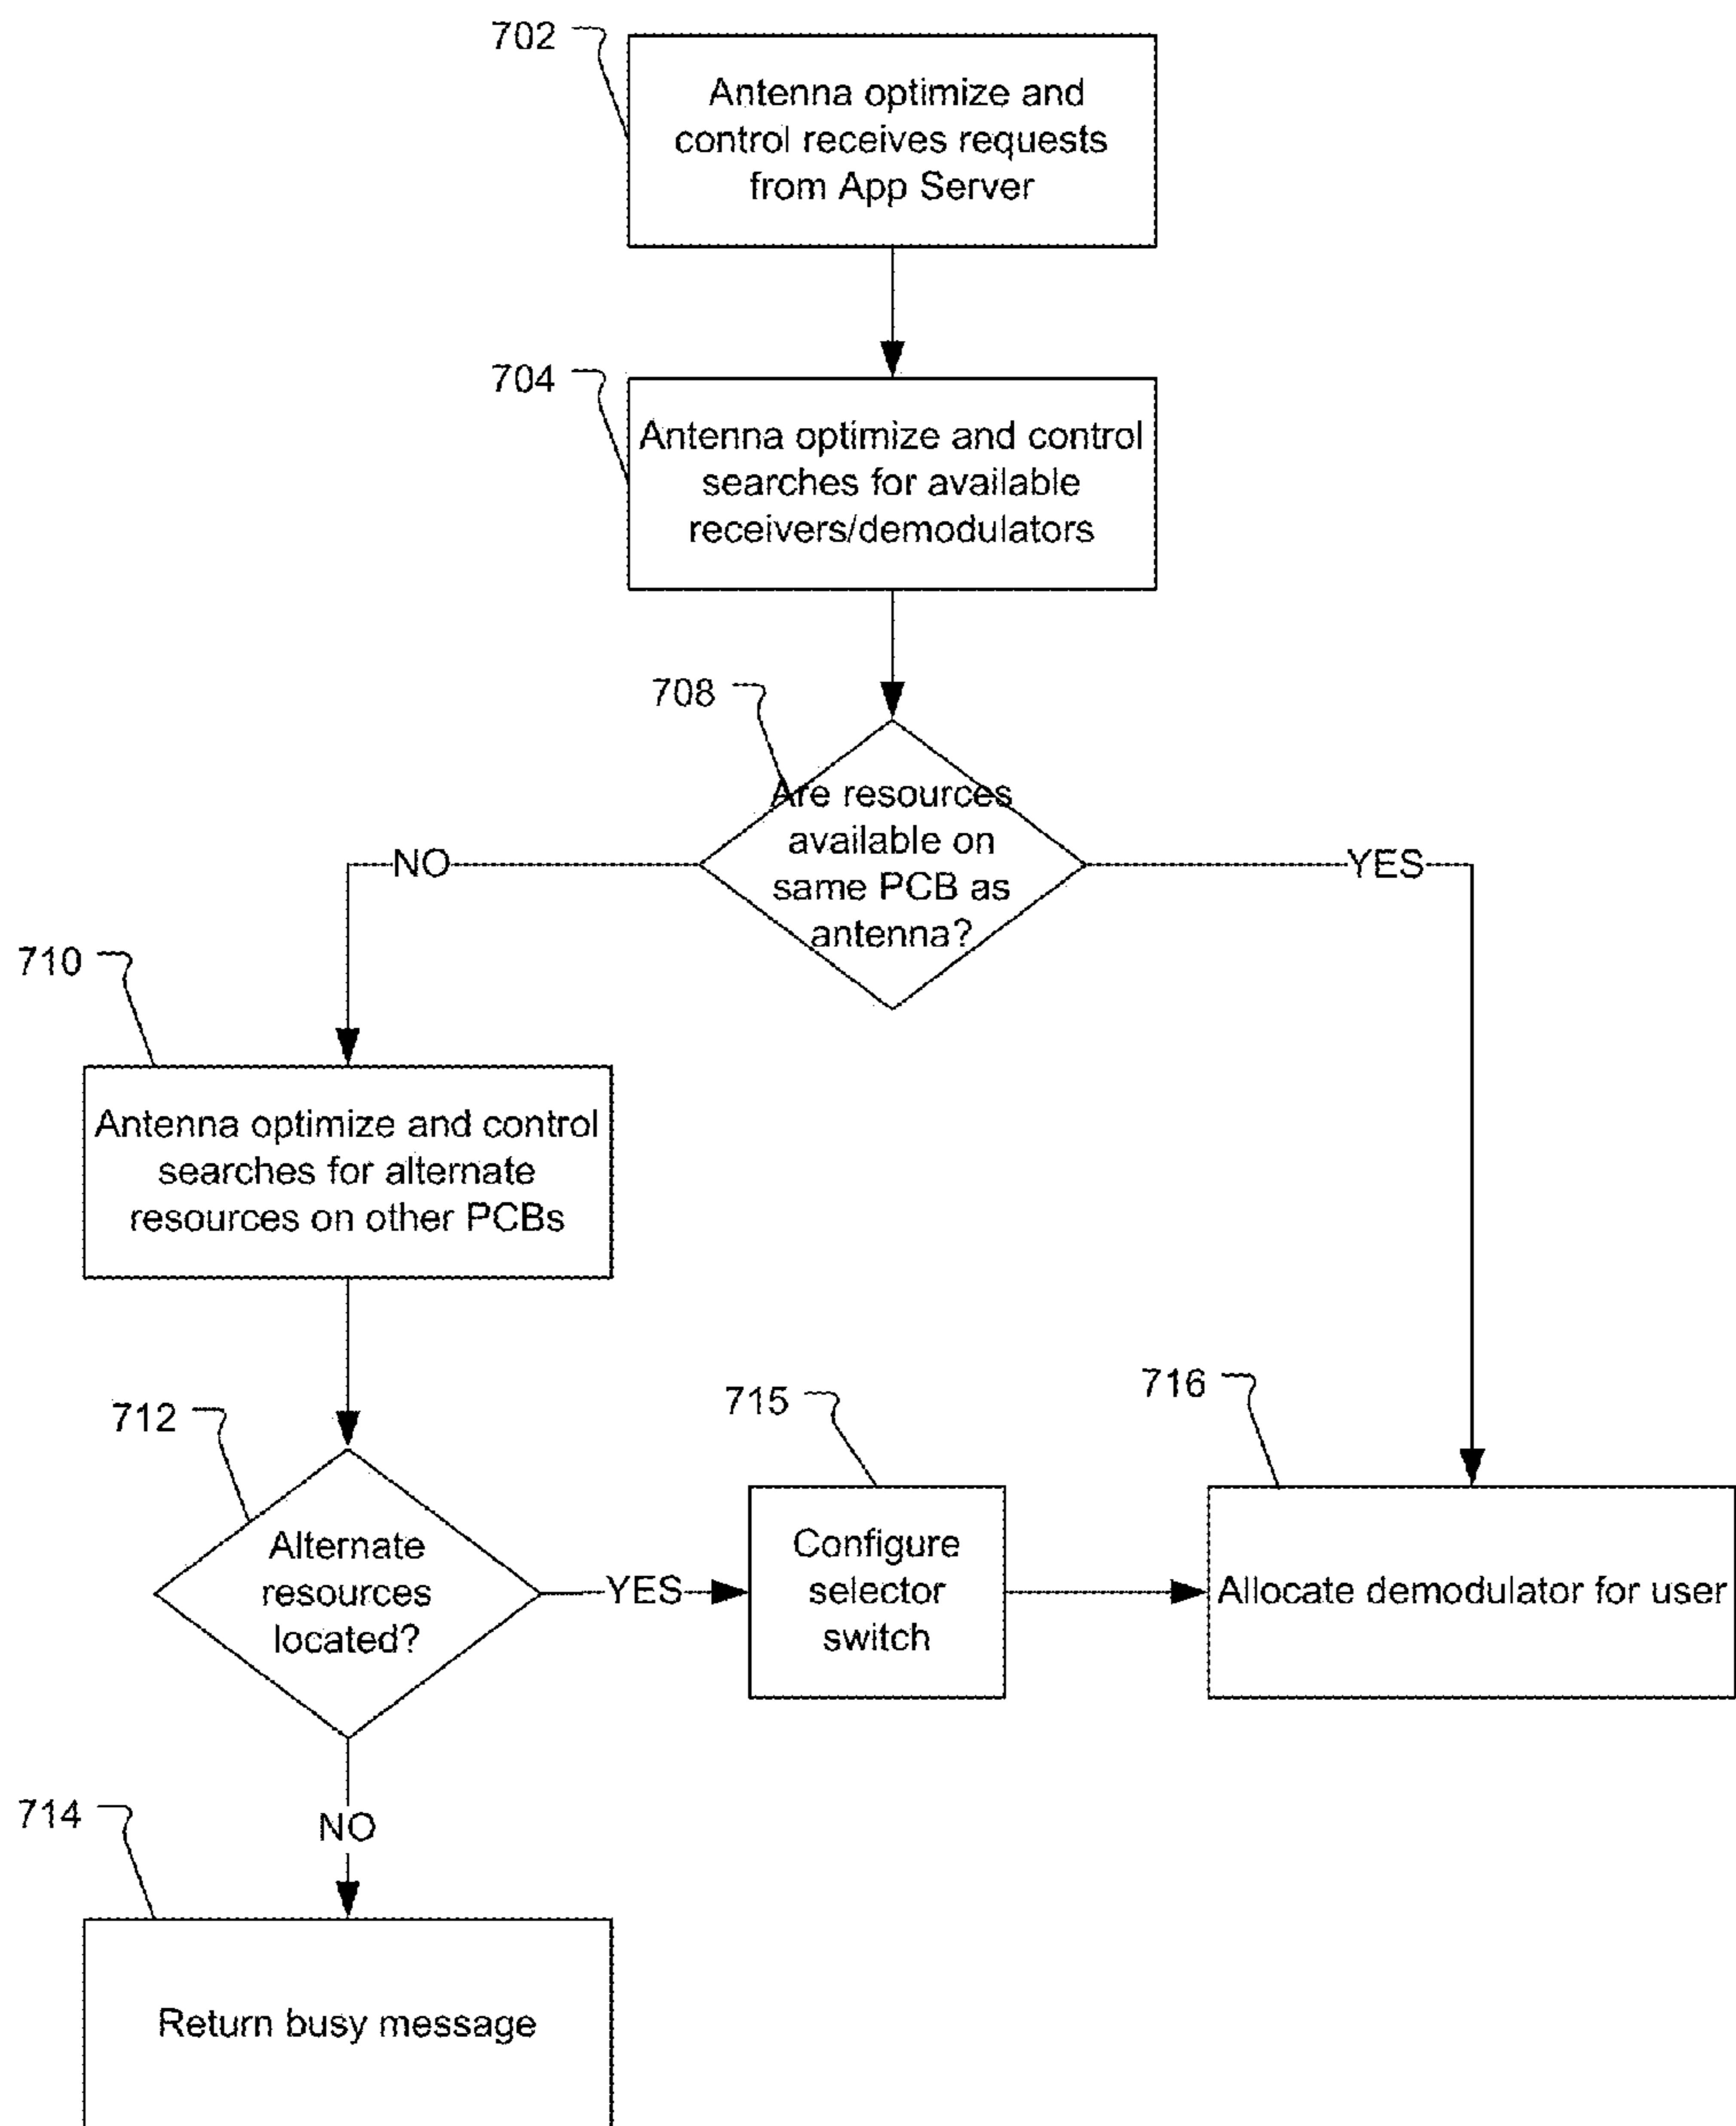 702
Antenna optimize and
control receives requests
from App Server
704
Antenna optimize and control
searches for available
receivers/demodulators
708
Are resources
available on
same PCB as
antenna?
NO
YES
710
Antenna optimize and control
searches for alternate
resources on other PCBs
712
Alternate
resources
located?
YES
715
Configure
selector
switch
716
Allocate demodulator for user
NO
714
Return busy message